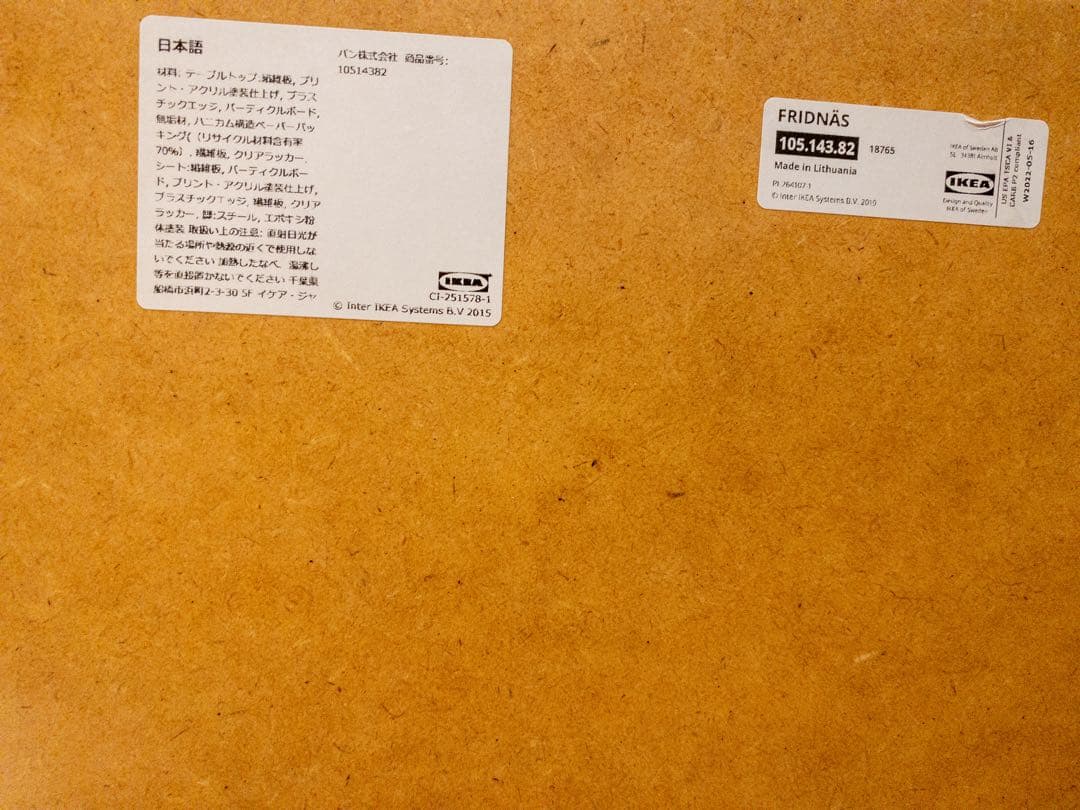 日本語
材料: テーブルトップ:繊維板, プリ
ント・アクリル塗装仕上げ, プラス
チックエッジ, パーティクルボード,
無垢材, ハニカム構造ペーパーパッ
キング(（リサイクル材料含有率
70%）, 繊維板, クリアラッカー,
シート:繊維板, パーティクルボー
ド, プリント・アクリル塗装仕上げ,
プラスチックエッジ, 繊維板, クリア
ラッカー, 脚:スチール, エポキシ粉
体塗装 取扱い上の注意: 直射日光が
当たる場所や熱源の近くで使用しな
いでください 加熱したなべ、湯沸し
等を直接置かないでください 千葉県
船橋市浜町2-3-30 5F イケア・ジャ
パン株式会社 商品番号:
10514382
IKEA
CI-251578-1
© Inter IKEA Systems B.V 2015
FRIDNÄS
105.143.82 18765
Made in Lithuania
PI 264107-1
© Inter IKEA Systems B.V. 2019
IKEA of Sweden AB
SE - 34381 Älmhult
IKEA
Design and Quality
IKEA of Sweden
US EPA TSCA VI &
CARB P2 compliant
W2022-05-16